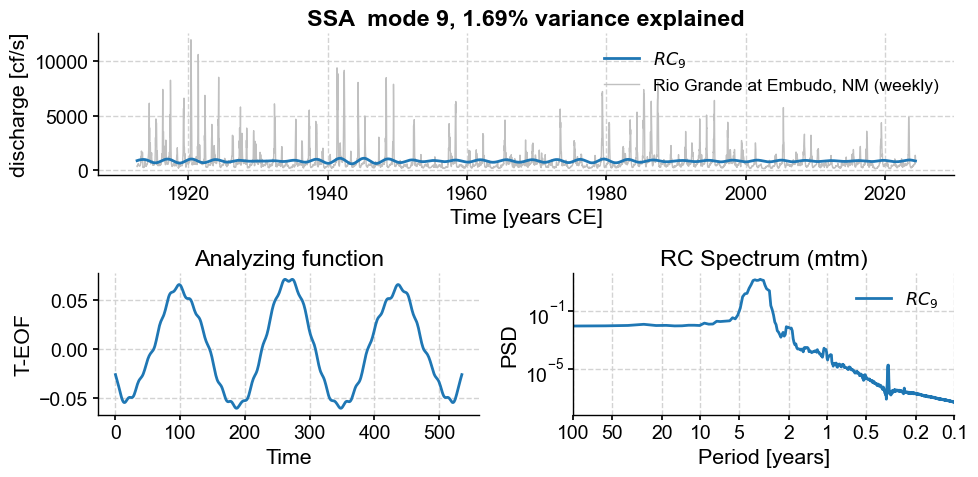 SSA  mode 9, 1.69% variance explained
discharge [cf/s]
10000
5000
0
RC₉
Rio Grande at Embudo, NM (weekly)
1920 1940 1960 1980 2000 2020
Time [years CE]
Analyzing function
T-EOF
0.05
0.00
−0.05
0 100 200 300 400 500
Time
RC Spectrum (mtm)
PSD
10⁻¹
10⁻⁵
RC₉
100 50 20 10 5 2 1 0.5 0.2 0.1
Period [years]